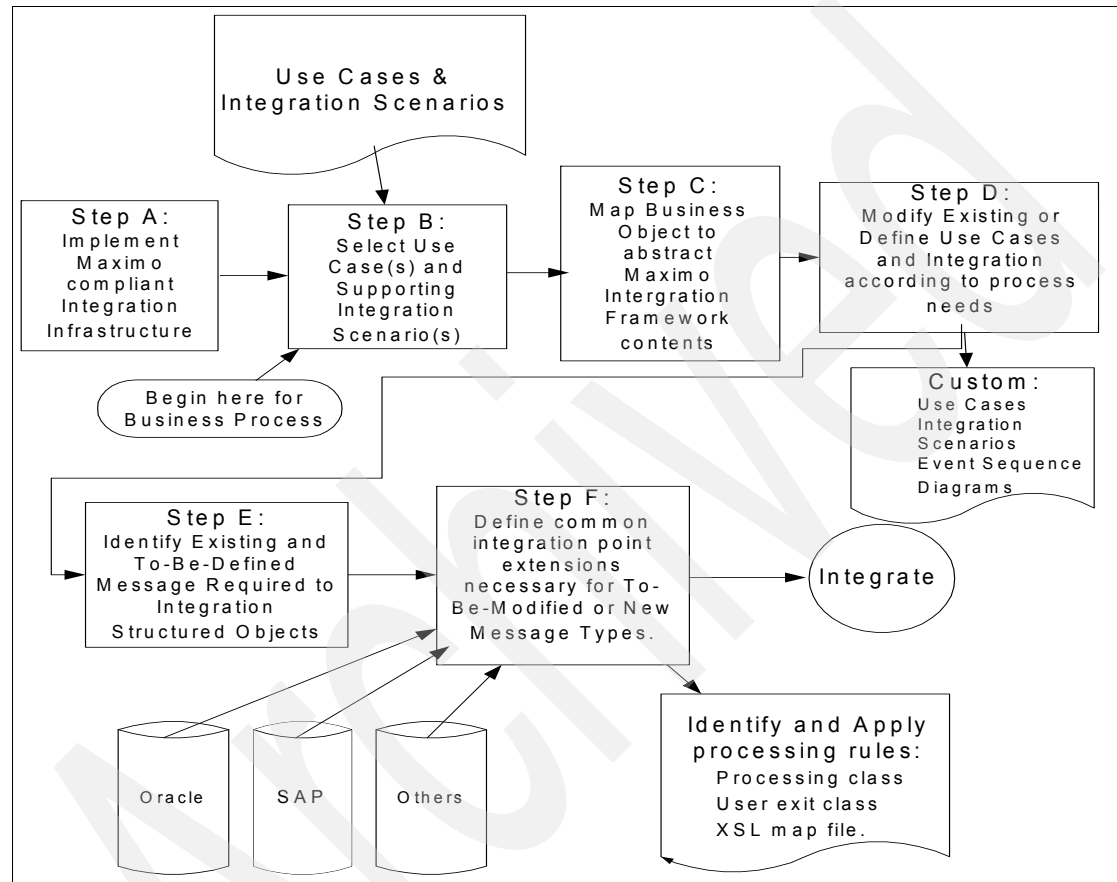 Use Cases &
Integration Scenarios
Step A:
Implement
Maximo
compliant
Integration
Infrastructure
Step B:
Select Use
Case(s) and
Supporting
Integration
Scenario(s)
Step C:
Map Business
Object to
abstract
Maximo
Intergration
Framework
contents
Step D:
Modify Existing or
Define Use Cases
and Integration
according to process
needs
Begin here for
Business Process
Custom:
Use Cases
Integration
Scenarios
Event Sequence
Diagrams
Step E:
Identify Existing and
To-Be-Defined
Message Required to
Integration
Structured Objects
Step F:
Define common
integration point
extensions
necessary for To-
Be-Modified or New
Message Types.
Integrate
Oracle
SAP
Others
Identify and Apply
processing rules:
Processing class
User exit class
XSL map file.
Archived